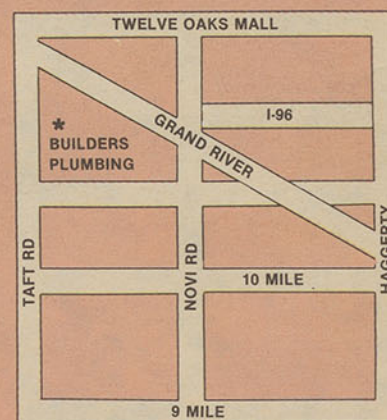 TWELVE OAKS MALL
I-96
GRAND RIVER
*
BUILDERS
PLUMBING
TAFT RD
NOVI RD
HAGGERTY
10 MILE
9 MILE